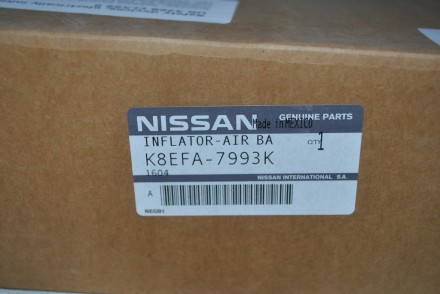 NISSAN GENUINE PARTS
Made in MEXICO
INFLATOR-AIR BA QTY 1
K8EFA-7993K
1604
NISSAN INTERNATIONAL S.A.
A